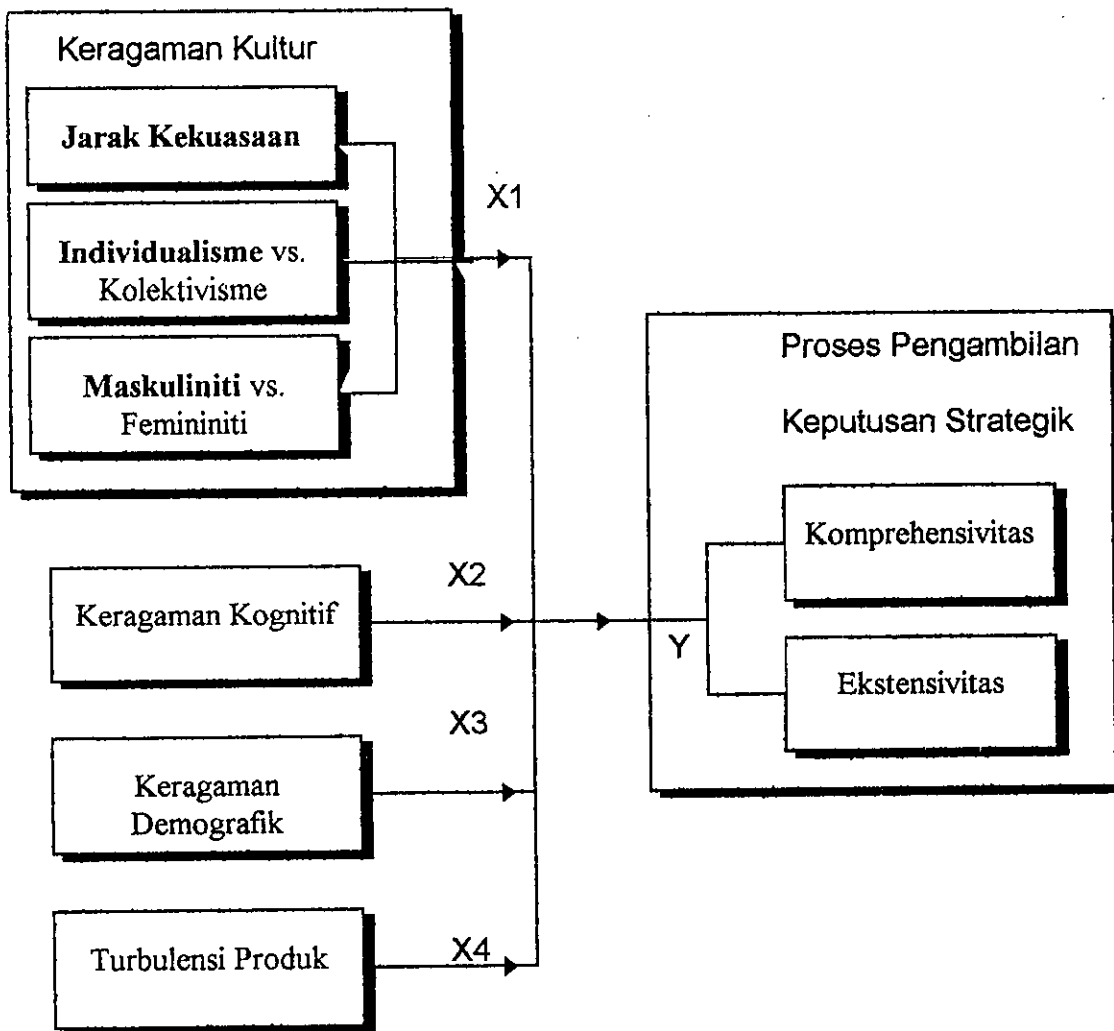 Keragaman Kultur
Jarak Kekuasaan
Individualisme vs.
Kolektivisme
Maskuliniti vs.
Femininiti
X1
Proses Pengambilan
Keputusan Strategik
Komprehensivitas
Ekstensivitas
Y
Keragaman Kognitif
X2
Keragaman
Demografik
X3
Turbulensi Produk
X4